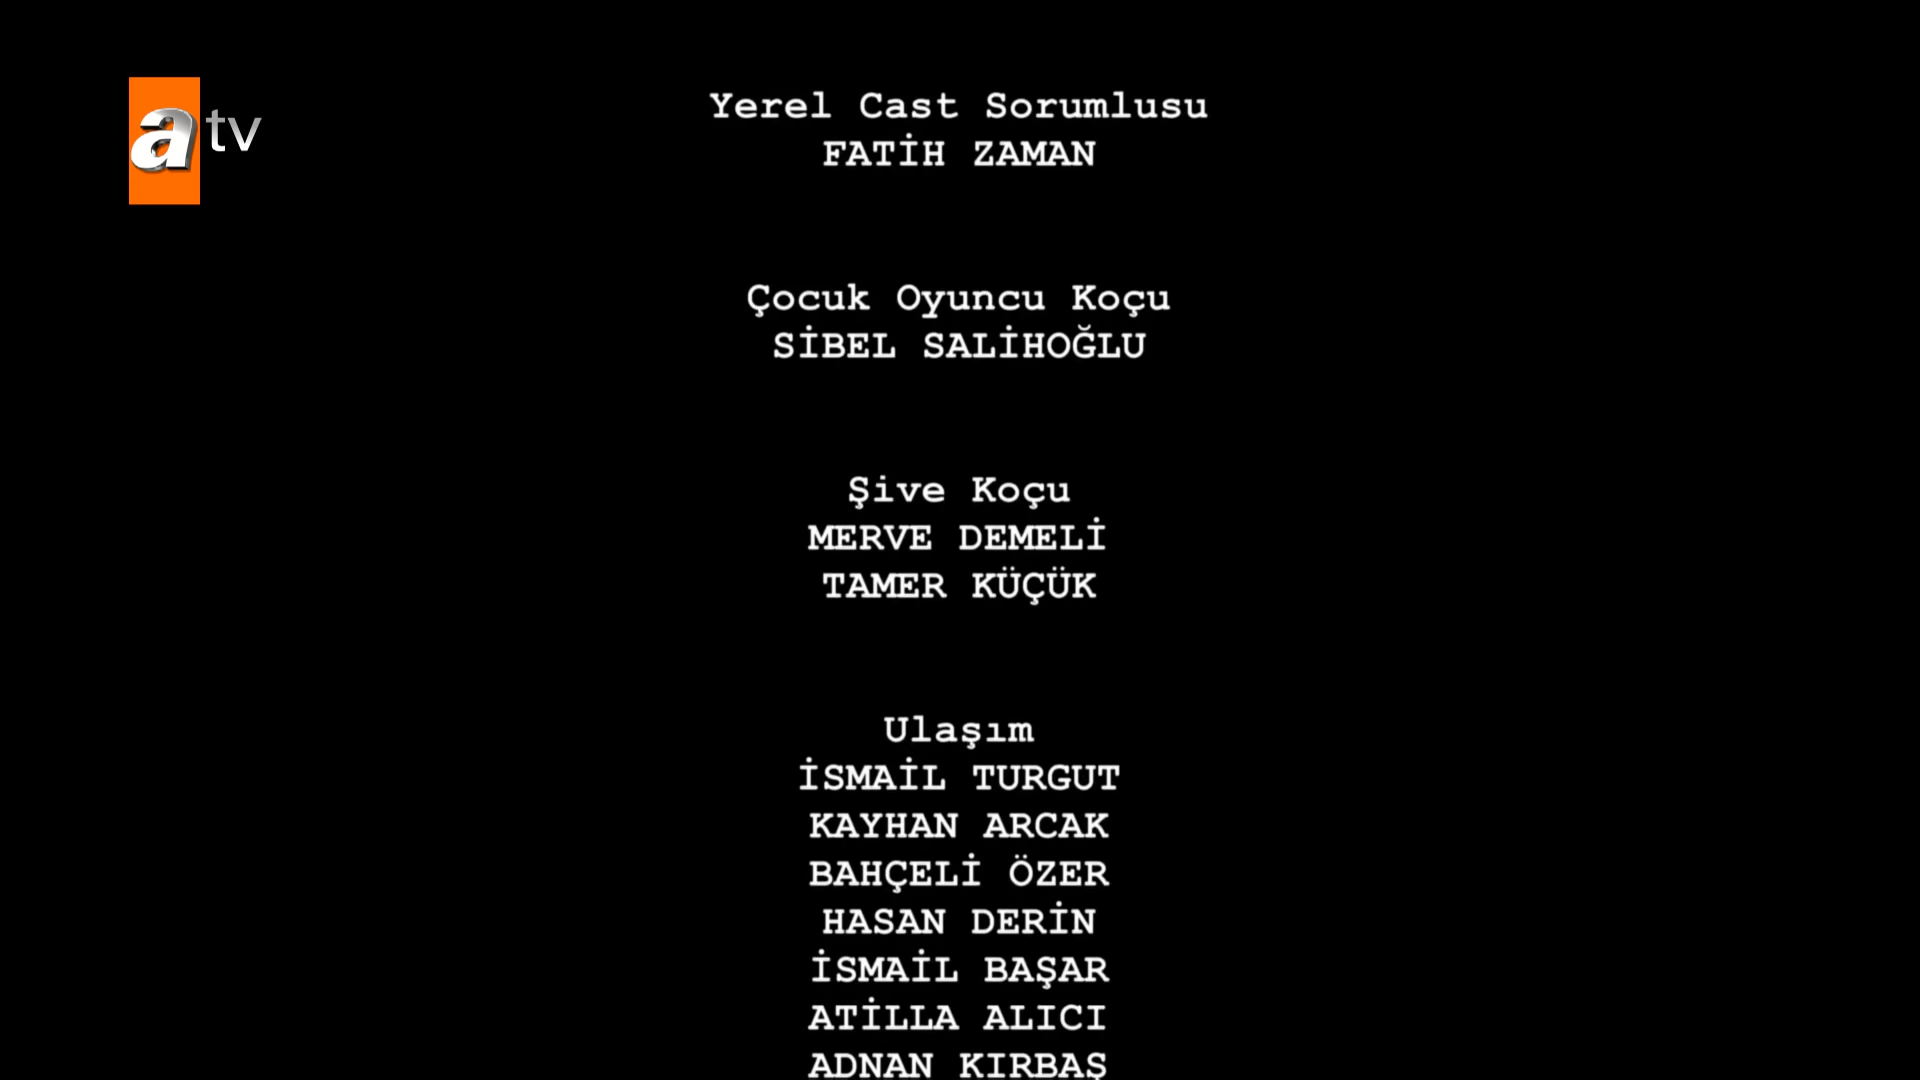 atv
Yerel Cast Sorumlusu
FATİH ZAMAN
Çocuk Oyuncu Koçu
SİBEL SALİHOĞLU
Şive Koçu
MERVE DEMELİ
TAMER KÜÇÜK
Ulaşım
İSMAİL TURGUT
KAYHAN ARCAK
BAHÇELİ ÖZER
HASAN DERİN
İSMAİL BAŞAR
ATİLLA ALICI
ADNAN KIRBAŞ